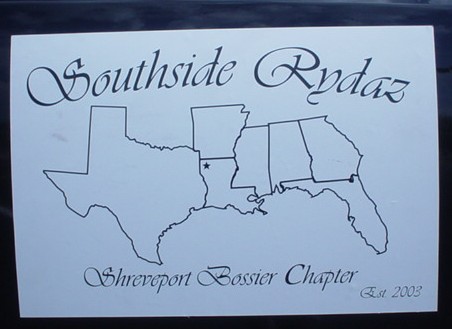 Southside Rydaz
Shreveport Bossier Chapter
Est. 2003